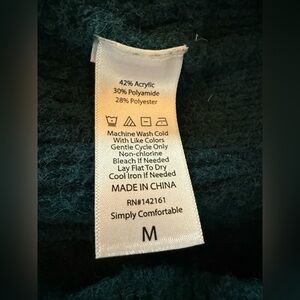 42% Acrylic
30% Polyamide
28% Polyester
Machine Wash Cold
With Like Colors
Gentle Cycle Only
Non-chlorine
Bleach If Needed
Lay Flat To Dry
Cool Iron if Needed
MADE IN CHINA
RN#142161
Simply Comfortable
M